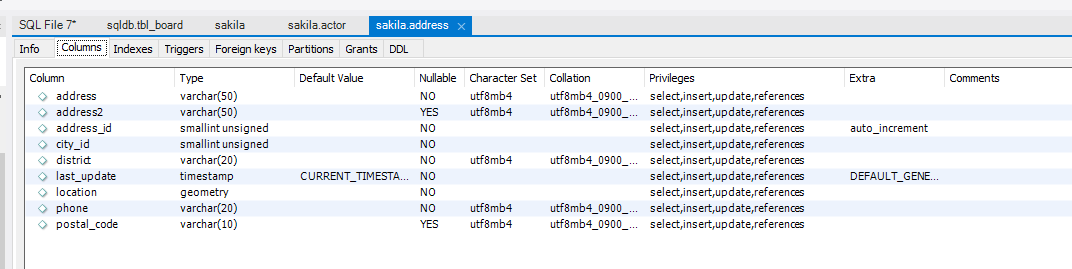 SQL File 7* sqldb.tbl_board sakila sakila.actor sakila.address
Info Columns Indexes Triggers Foreign keys Partitions Grants DDL
Column Type Default Value Nullable Character Set Collation Privileges Extra Comments
address varchar(50) NO utf8mb4 utf8mb4_0900_... select,insert,update,references
address2 varchar(50) YES utf8mb4 utf8mb4_0900_... select,insert,update,references
address_id smallint unsigned NO select,insert,update,references auto_increment
city_id smallint unsigned NO select,insert,update,references
district varchar(20) NO utf8mb4 utf8mb4_0900_... select,insert,update,references
last_update timestamp CURRENT_TIMESTA... NO select,insert,update,references DEFAULT_GENE...
location geometry NO select,insert,update,references
phone varchar(20) NO utf8mb4 utf8mb4_0900_... select,insert,update,references
postal_code varchar(10) YES utf8mb4 utf8mb4_0900_... select,insert,update,references